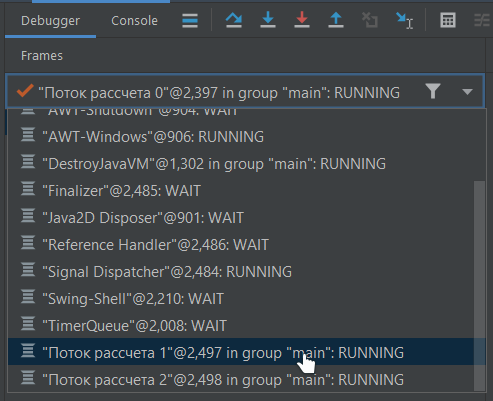 Debugger Console
Frames
"Поток рассчета 0"@2,397 in group "main": RUNNING
"AWT-Shutdown"@904: WAIT
"AWT-Windows"@906: RUNNING
"DestroyJavaVM"@1,302 in group "main": RUNNING
"Finalizer"@2,485: WAIT
"Java2D Disposer"@901: WAIT
"Reference Handler"@2,486: WAIT
"Signal Dispatcher"@2,484: RUNNING
"Swing-Shell"@2,210: WAIT
"TimerQueue"@2,008: WAIT
"Поток рассчета 1"@2,497 in group "main": RUNNING
"Поток рассчета 2"@2,498 in group "main": RUNNING